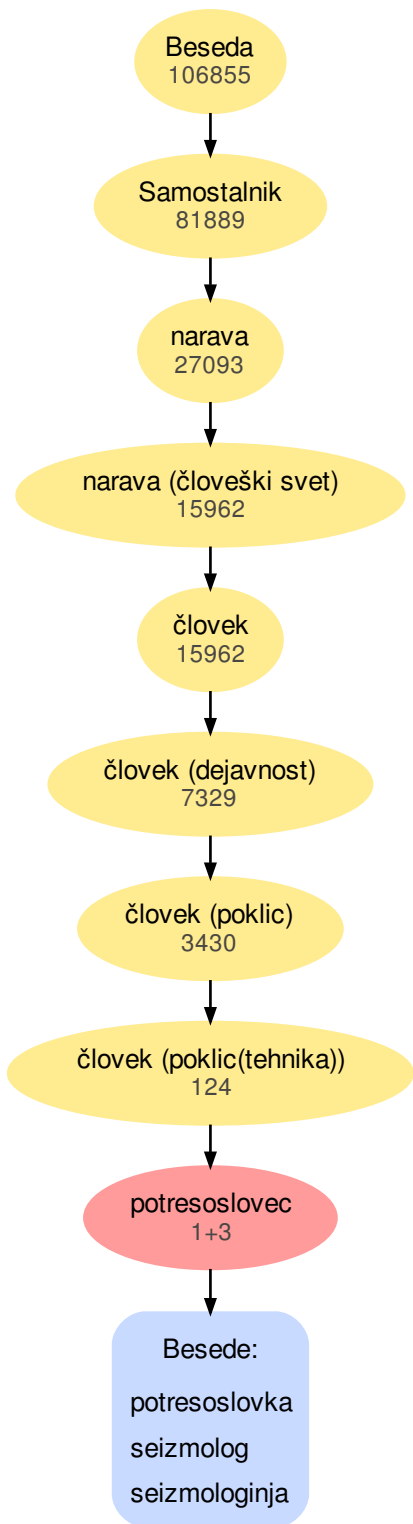 Beseda
106855
Samostalnik
81889
narava
27093
narava (človeški svet)
15962
človek
15962
človek (dejavnost)
7329
človek (poklic)
3430
človek (poklic(tehnika))
124
potresoslovec
1+3
Besede:
potresoslovka
seizmolog
seizmologinja